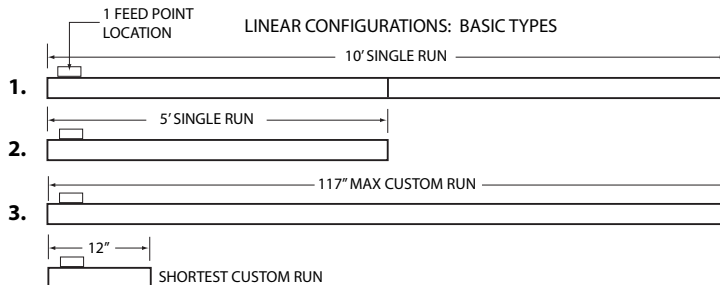 1 FEED POINT
LOCATION
LINEAR CONFIGURATIONS: BASIC TYPES
10’ SINGLE RUN
1.
5’ SINGLE RUN
2.
117” MAX CUSTOM RUN
3.
12”
SHORTEST CUSTOM RUN